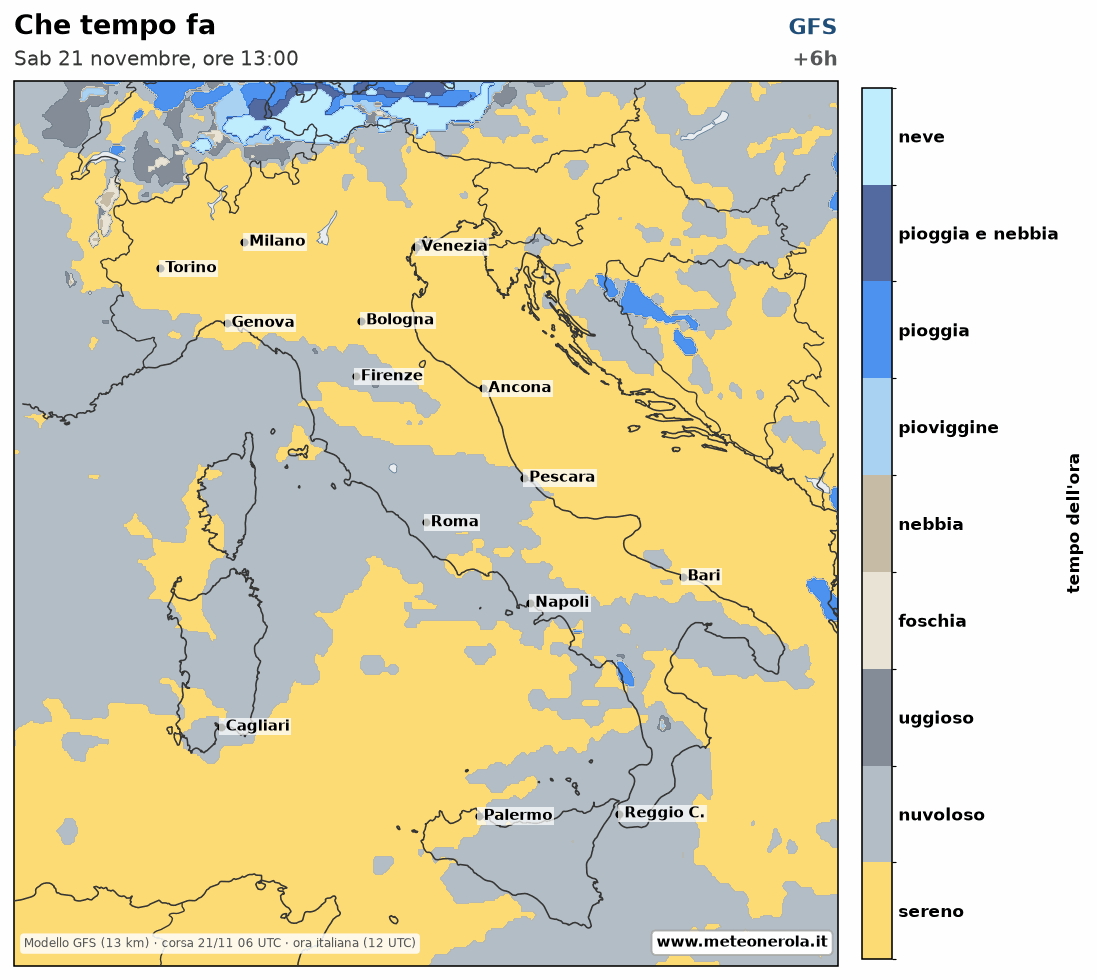 Che tempo fa
GFS
Sab 21 novembre, ore 13:00
+6h
neve
pioggia e nebbia
pioggia
pioviggine
nebbia
foschia
uggioso
nuvoloso
sereno
tempo dell'ora
Milano
Venezia
Torino
Genova
Bologna
Firenze
Ancona
Pescara
Roma
Bari
Napoli
Cagliari
Palermo
Reggio C.
Modello GFS (13 km) · corsa 21/11 06 UTC · ora italiana (12 UTC)
www.meteonerola.it